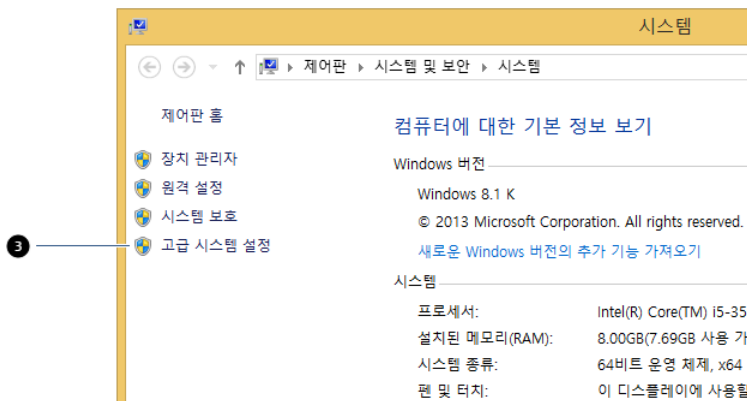 시스템
제어판 시스템 및 보안 시스템
제어판 홈
장치 관리자
원격 설정
시스템 보호
3
고급 시스템 설정
컴퓨터에 대한 기본 정보 보기
Windows 버전
Windows 8.1 K
© 2013 Microsoft Corporation. All rights reserved.
새로운 Windows 버전의 추가 기능 가져오기
시스템
프로세서: Intel(R) Core(TM) i5-35
설치된 메모리(RAM): 8.00GB(7.69GB 사용 가
시스템 종류: 64비트 운영 체제, x64
펜 및 터치: 이 디스플레이에 사용할